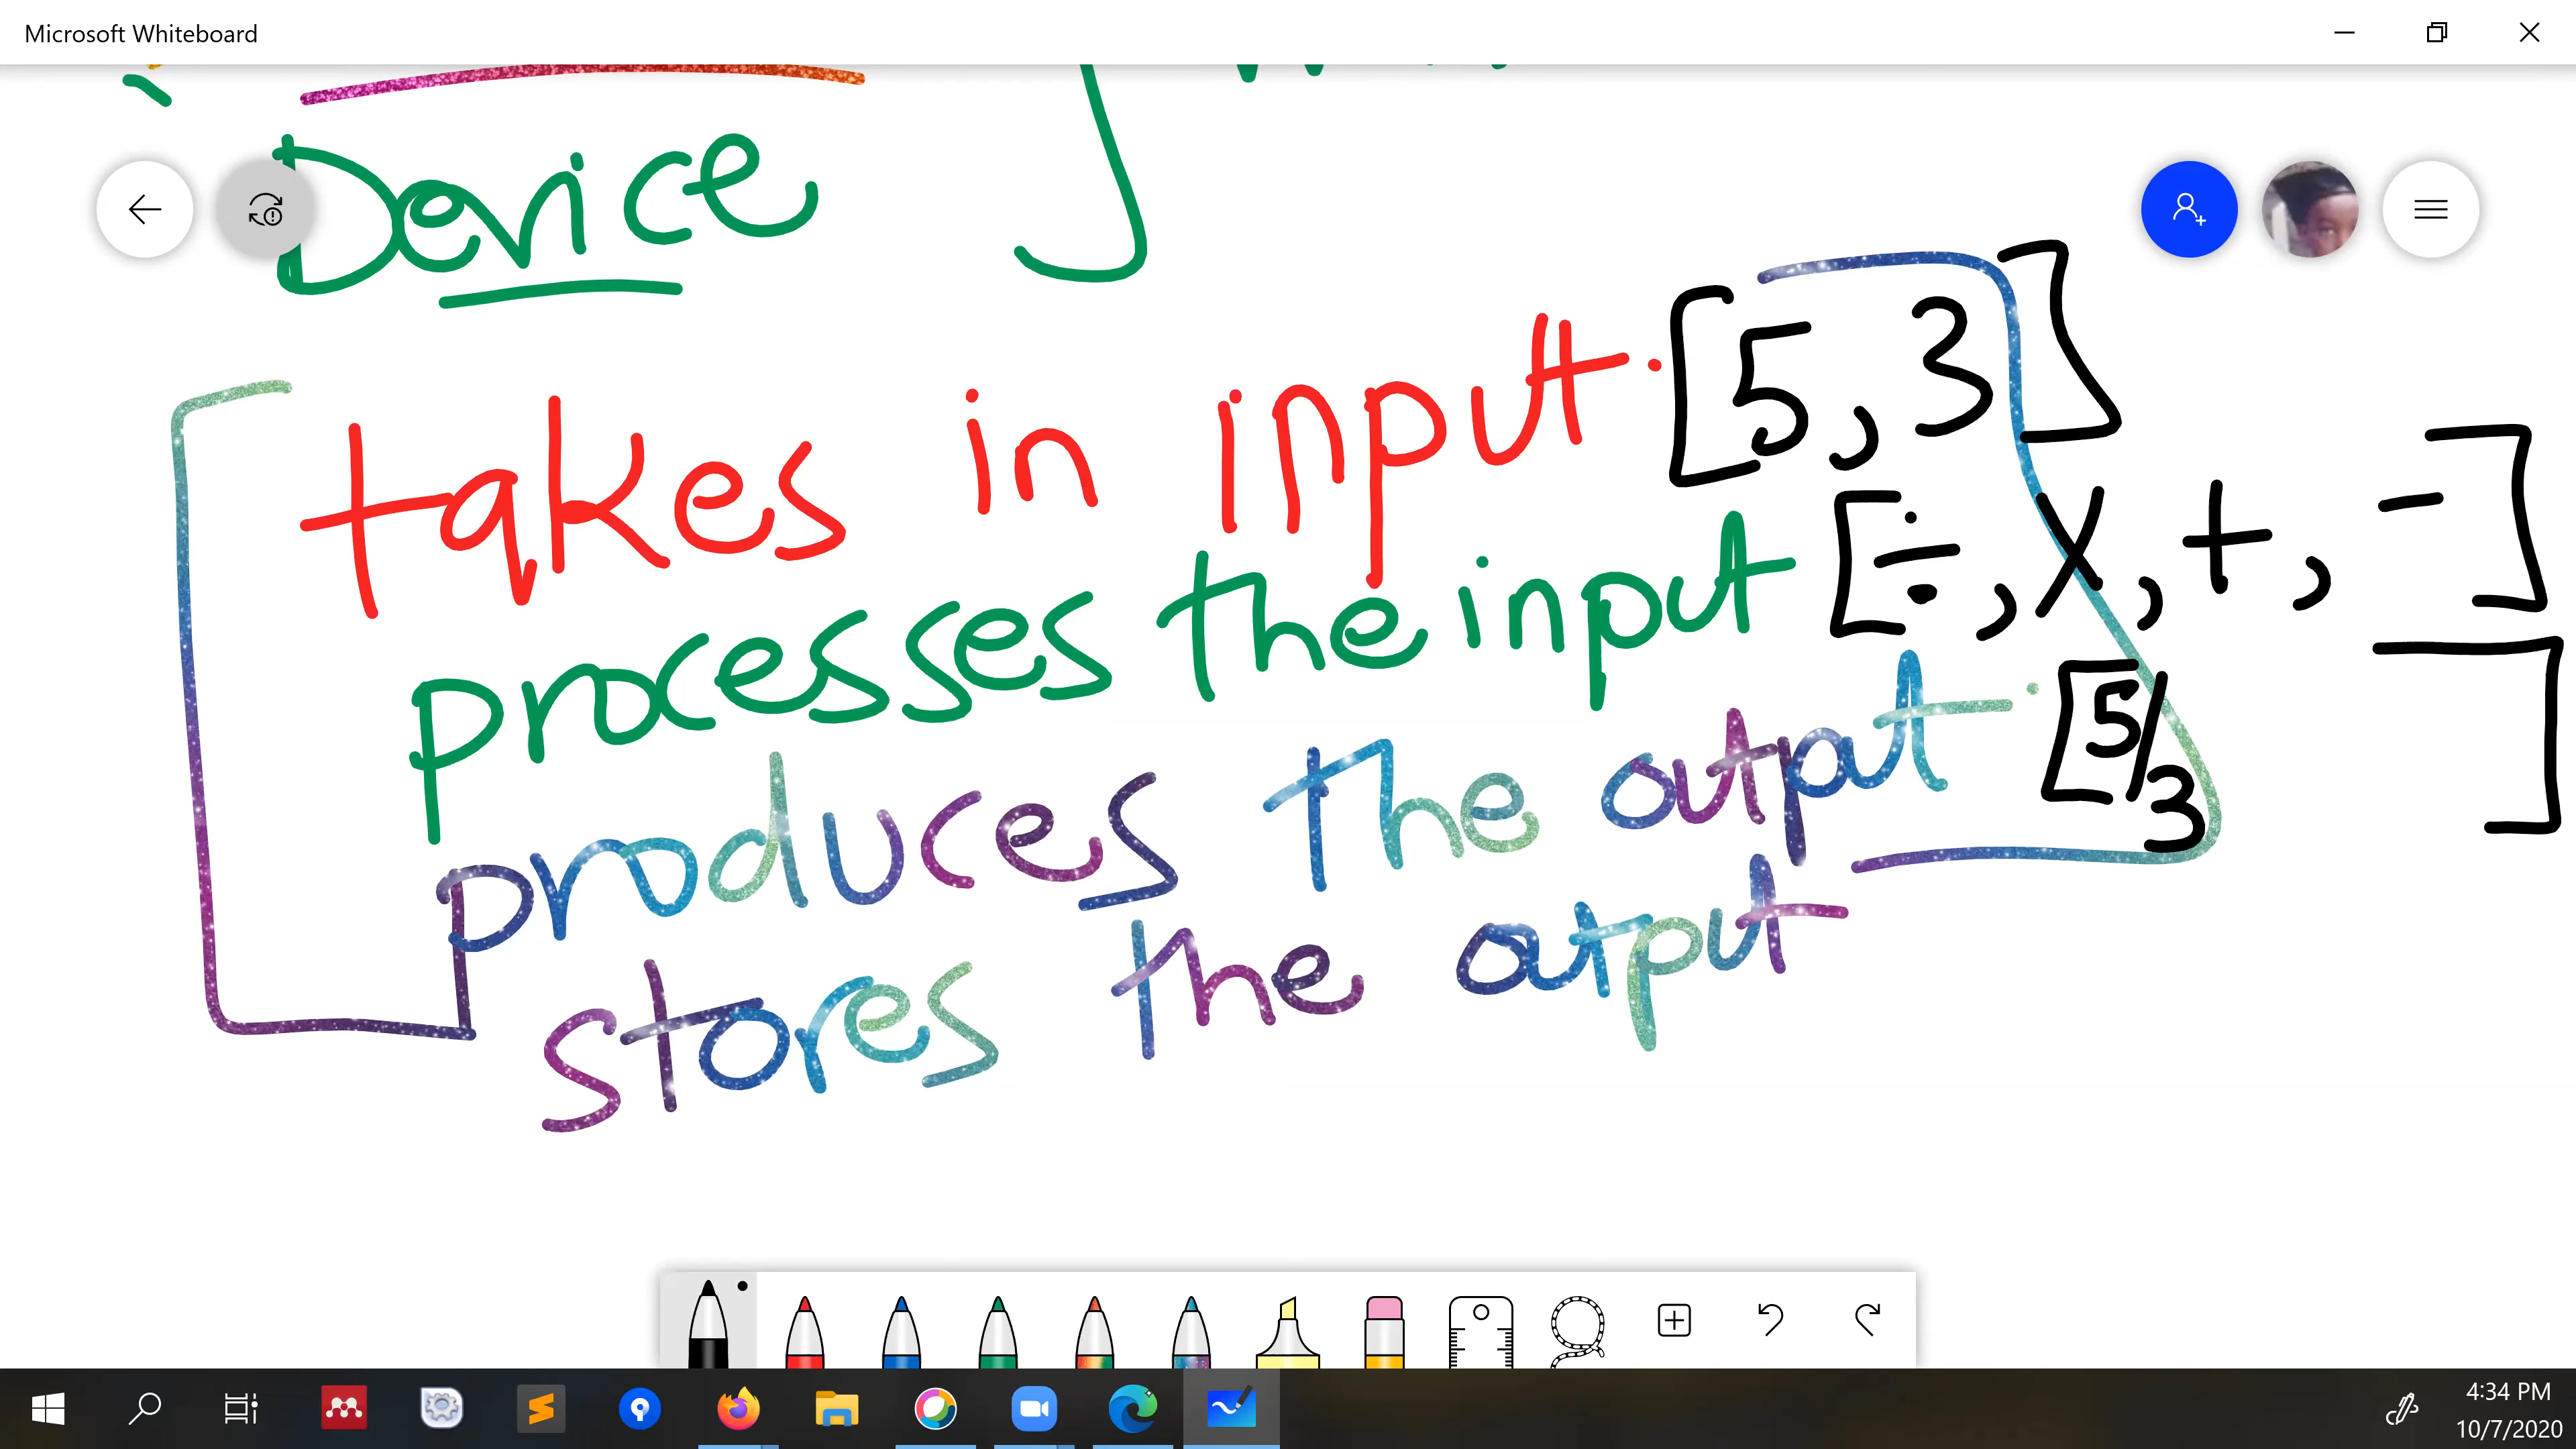 Microsoft Whiteboard
Device
takes in input. [5, 3]
processes the input [÷, x, +, -]
produces the output. [5/3 ]
stores the output
4:34 PM
10/7/2020